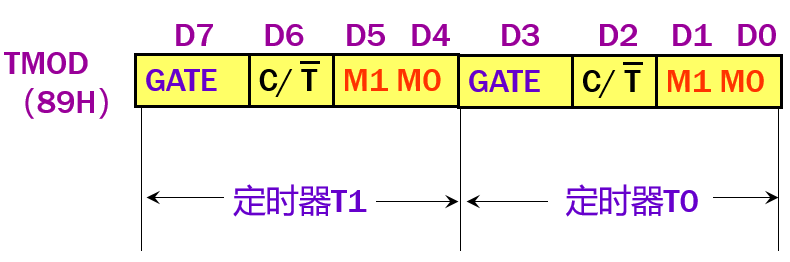 D7 D6 D5 D4 D3 D2 D1 D0
TMOD
（89H）
GATE C/T̅ M1 M0 GATE C/T̅ M1 M0
定时器T1 定时器T0